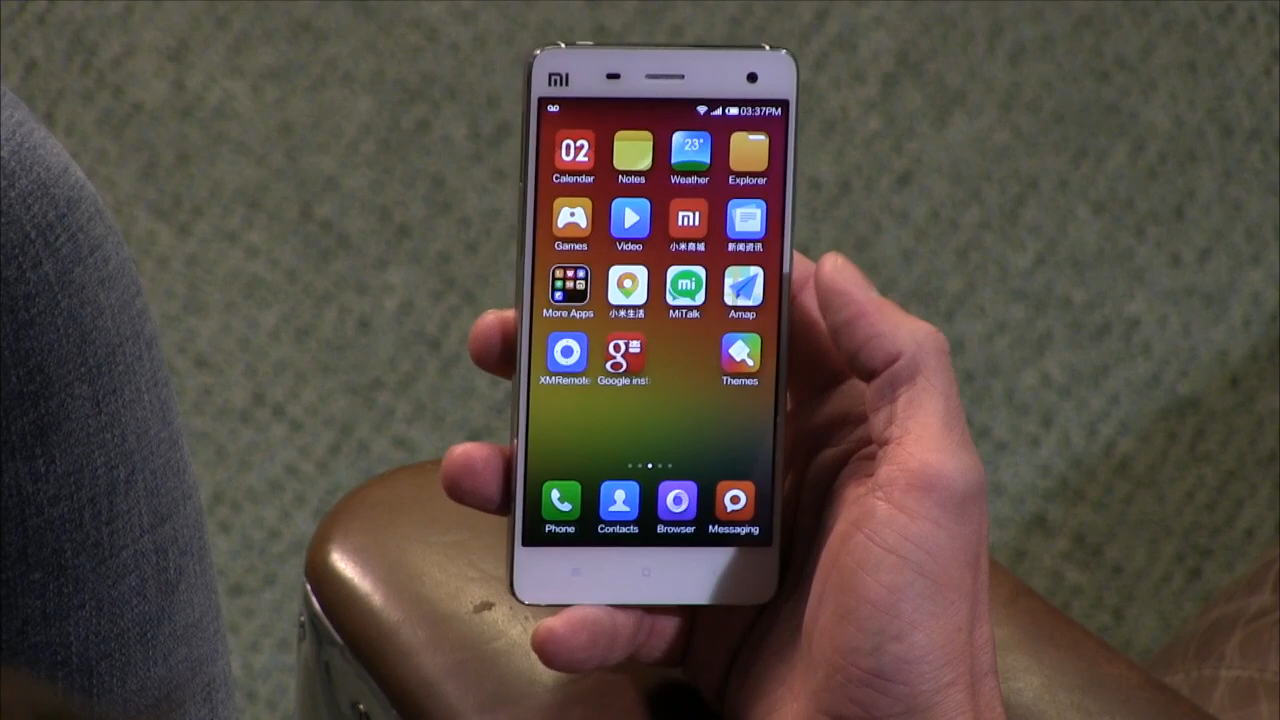 mi
03:37PM
02
23°
Calendar Notes Weather Explorer
mi
Games Video 小米商城 新闻资讯
mi
More Apps 小米生活 MiTalk Amap
g
XMRemote Google inst Themes
Phone Contacts Browser Messaging